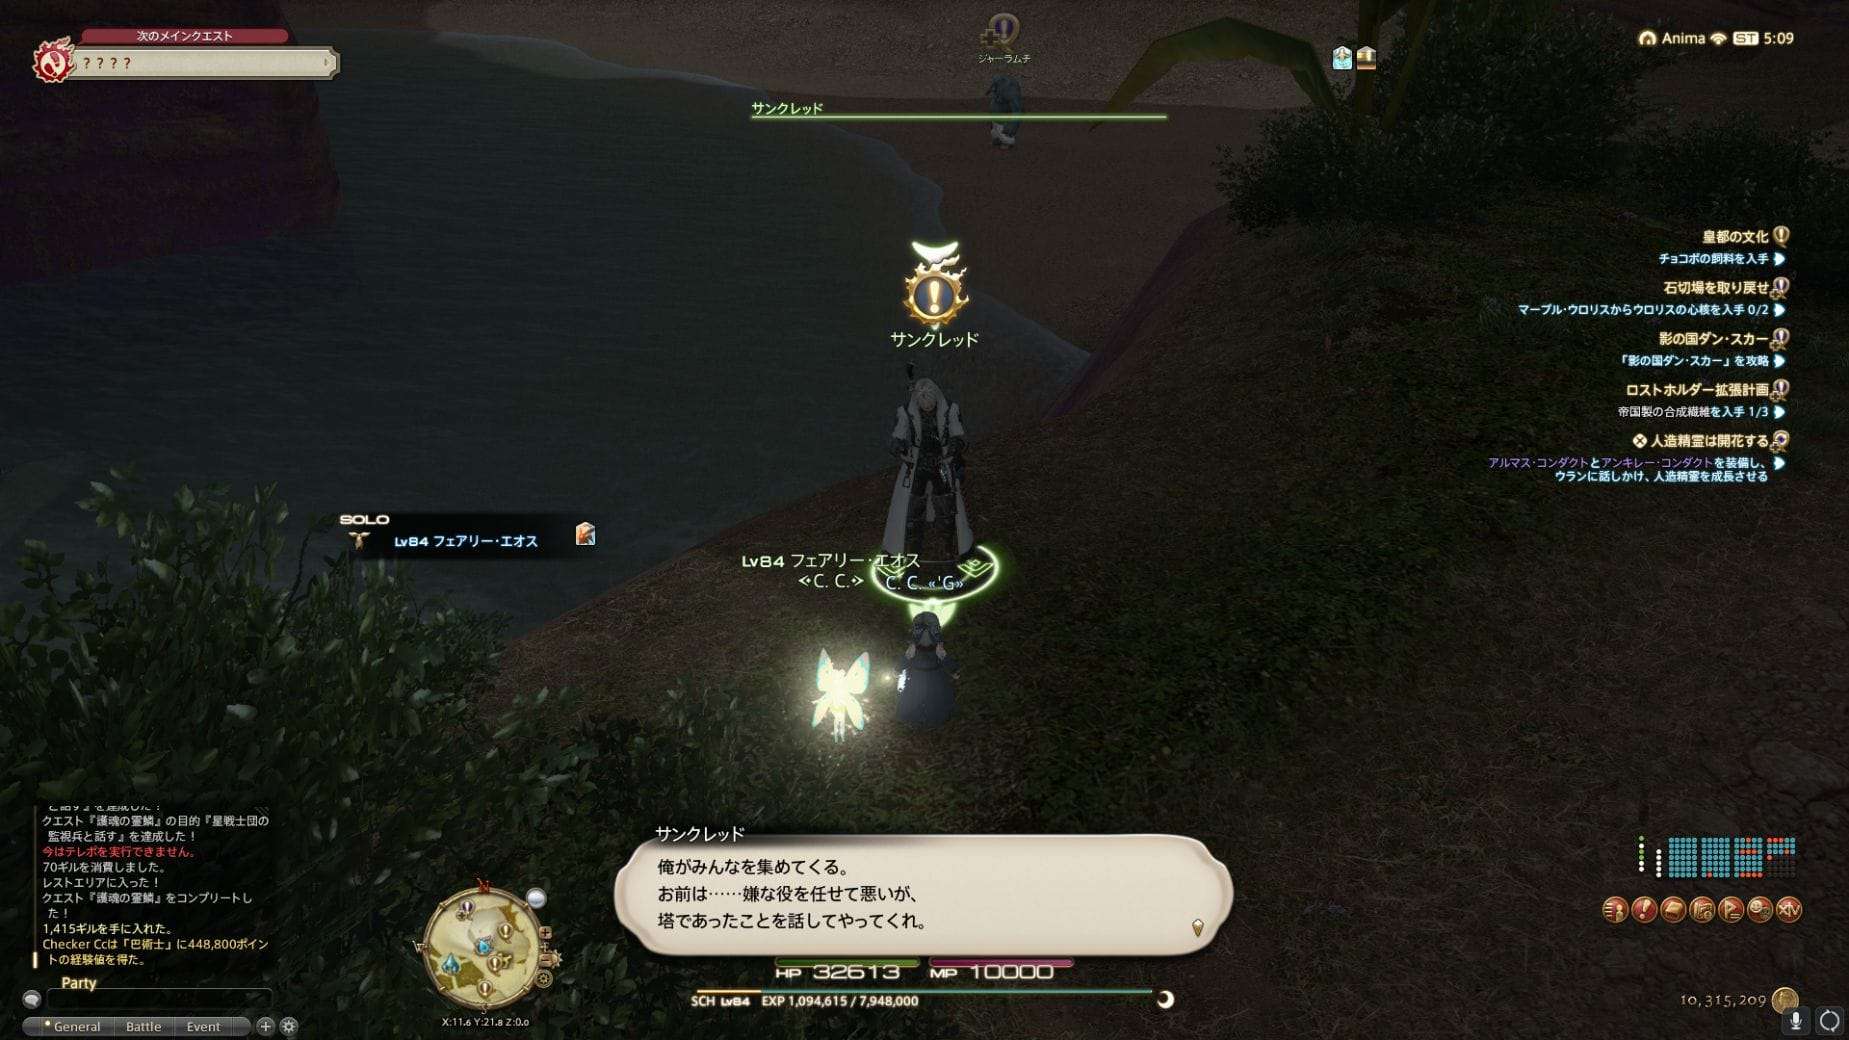 次のメインクエスト
????
ジャーラムチ
Anima ST 5:09
サンクレッド
サンクレッド
皇都の文化
チョコボの飼料を入手
石切場を取り戻せ
マーブル・ウロリスからウロリスの心核を入手 0/2
影の国ダン・スカー
「影の国ダン・スカー」を攻略
ロストホルダー拡張計画
帝国製の合成繊維を入手 1/3
人造精霊は開花する
アルマス・コンダクトとアンキレー・コンダクトを装備し、
ウランに話しかけ、人造精霊を成長させる
SOLO
Lv84 フェアリー・エオス
Lv84 フェアリー・エオス
C. C.
C. C. «'G»
と話す』を達成した!
クエスト『護魂の霊鱗』の目的『星戦士団の
監視兵と話す』を達成した!
今はテレポを実行できません。
70ギルを消費しました。
レストエリアに入った!
クエスト『護魂の霊鱗』をコンプリートし
た!
1,415ギルを手に入れた。
Checker Ccは「巴術士」に448,800ポイン
トの経験値を得た。
Party
General Battle Event
N
W
S
X:11.6 Y:21.8 Z:0.0
サンクレッド
俺がみんなを集めてくる。
お前は……嫌な役を任せて悪いが、
塔であったことを話してやってくれ。
HP 32613 MP 10000
SCH Lv84 EXP 1,094,615 / 7,948,000
XIV
10,315,209